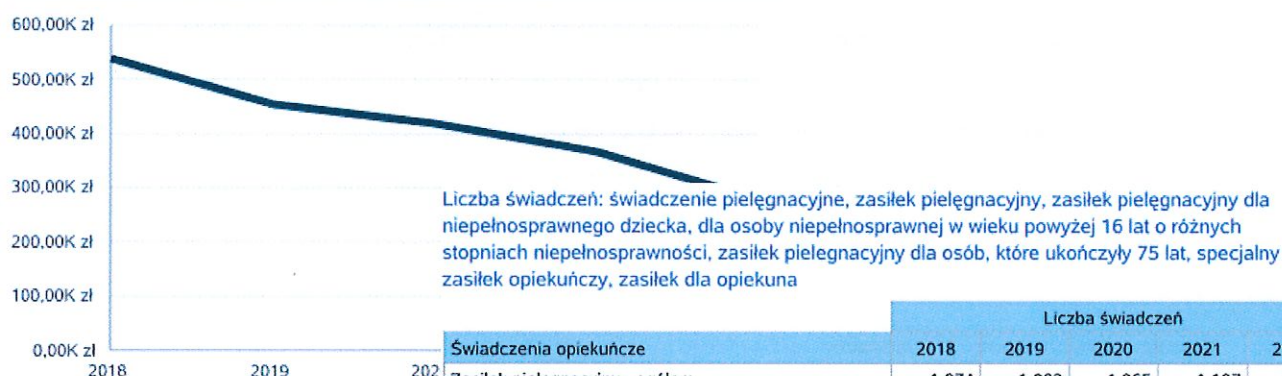 600,00K zł
500,00K zł
400,00K zł
300,00K zł
200,00K zł
100,00K zł
0,00K zł
2018 2019 202
Liczba świadczeń: świadczenie pielęgnacyjne, zasiłek pielęgnacyjny, zasiłek pielęgnacyjny dla
niepełnosprawnego dziecka, dla osoby niepełnosprawnej w wieku powyżej 16 lat o różnych
stopniach niepełnosprawności, zasiłek pielegnacyjny dla osób, które ukończyły 75 lat, specjalny
zasiłek opiekuńczy, zasiłek dla opiekuna
Liczba świadczeń
Świadczenia opiekuńcze 2018 2019 2020 2021 2